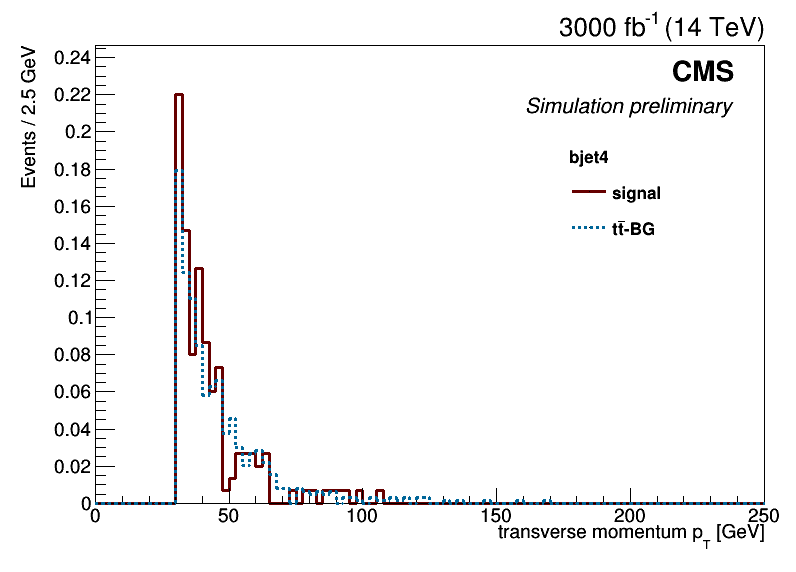 3000 fb⁻¹ (14 TeV)
CMS
Simulation preliminary
bjet4
signal
tt̄-BG
Events / 2.5 GeV
0.24
0.22
0.2
0.18
0.16
0.14
0.12
0.1
0.08
0.06
0.04
0.02
0
0 50 100 150 200 250
transverse momentum p_T [GeV]